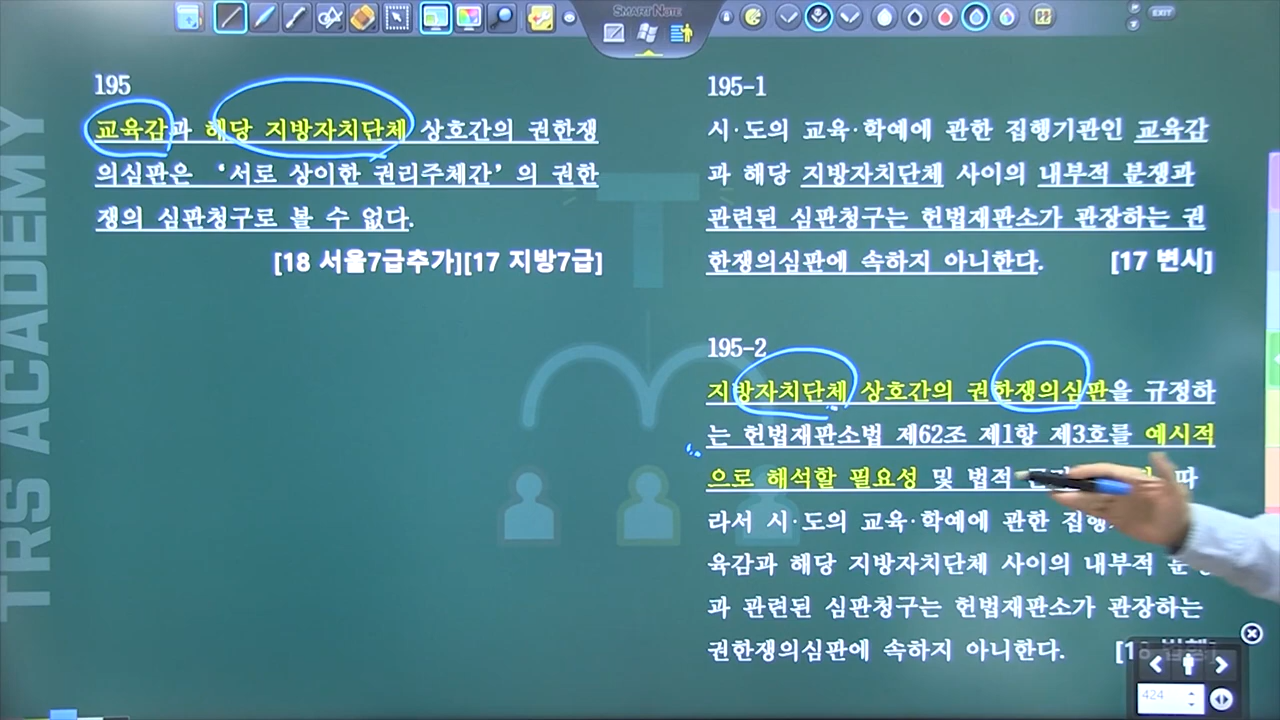 SMART NOTE
EXIT
TRS ACADEMY
195
교육감과 해당 지방자치단체 상호간의 권한쟁
의심판은 ‘서로 상이한 권리주체간’의 권한
쟁의 심판청구로 볼 수 없다.
[18 서울7급추가][17 지방7급]
195-1
시·도의 교육·학예에 관한 집행기관인 교육감
과 해당 지방자치단체 사이의 내부적 분쟁과
관련된 심판청구는 헌법재판소가 관장하는 권
한쟁의심판에 속하지 아니한다. [17 변시]
195-2
지방자치단체 상호간의 권한쟁의심판을 규정하
는 헌법재판소법 제62조 제1항 제3호를 예시적
으로 해석할 필요성 및 법적 따
라서 시·도의 교육·학예에 관한
육감과 해당 지방자치단체 사이의 내부적
과 관련된 심판청구는 헌법재판소가 관장하는
권한쟁의심판에 속하지 아니한다.
424